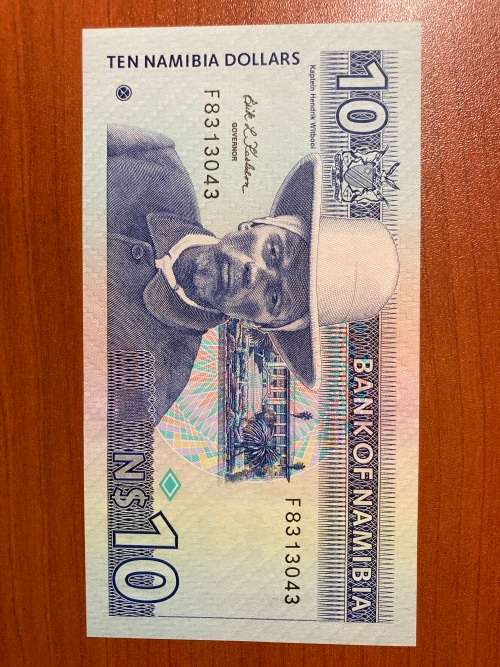 10
BANK OF NAMIBIA
Kaptein Hendrik Witbooi
F8313043
F8313043
GOVERNOR
TEN NAMIBIA DOLLARS
N$10